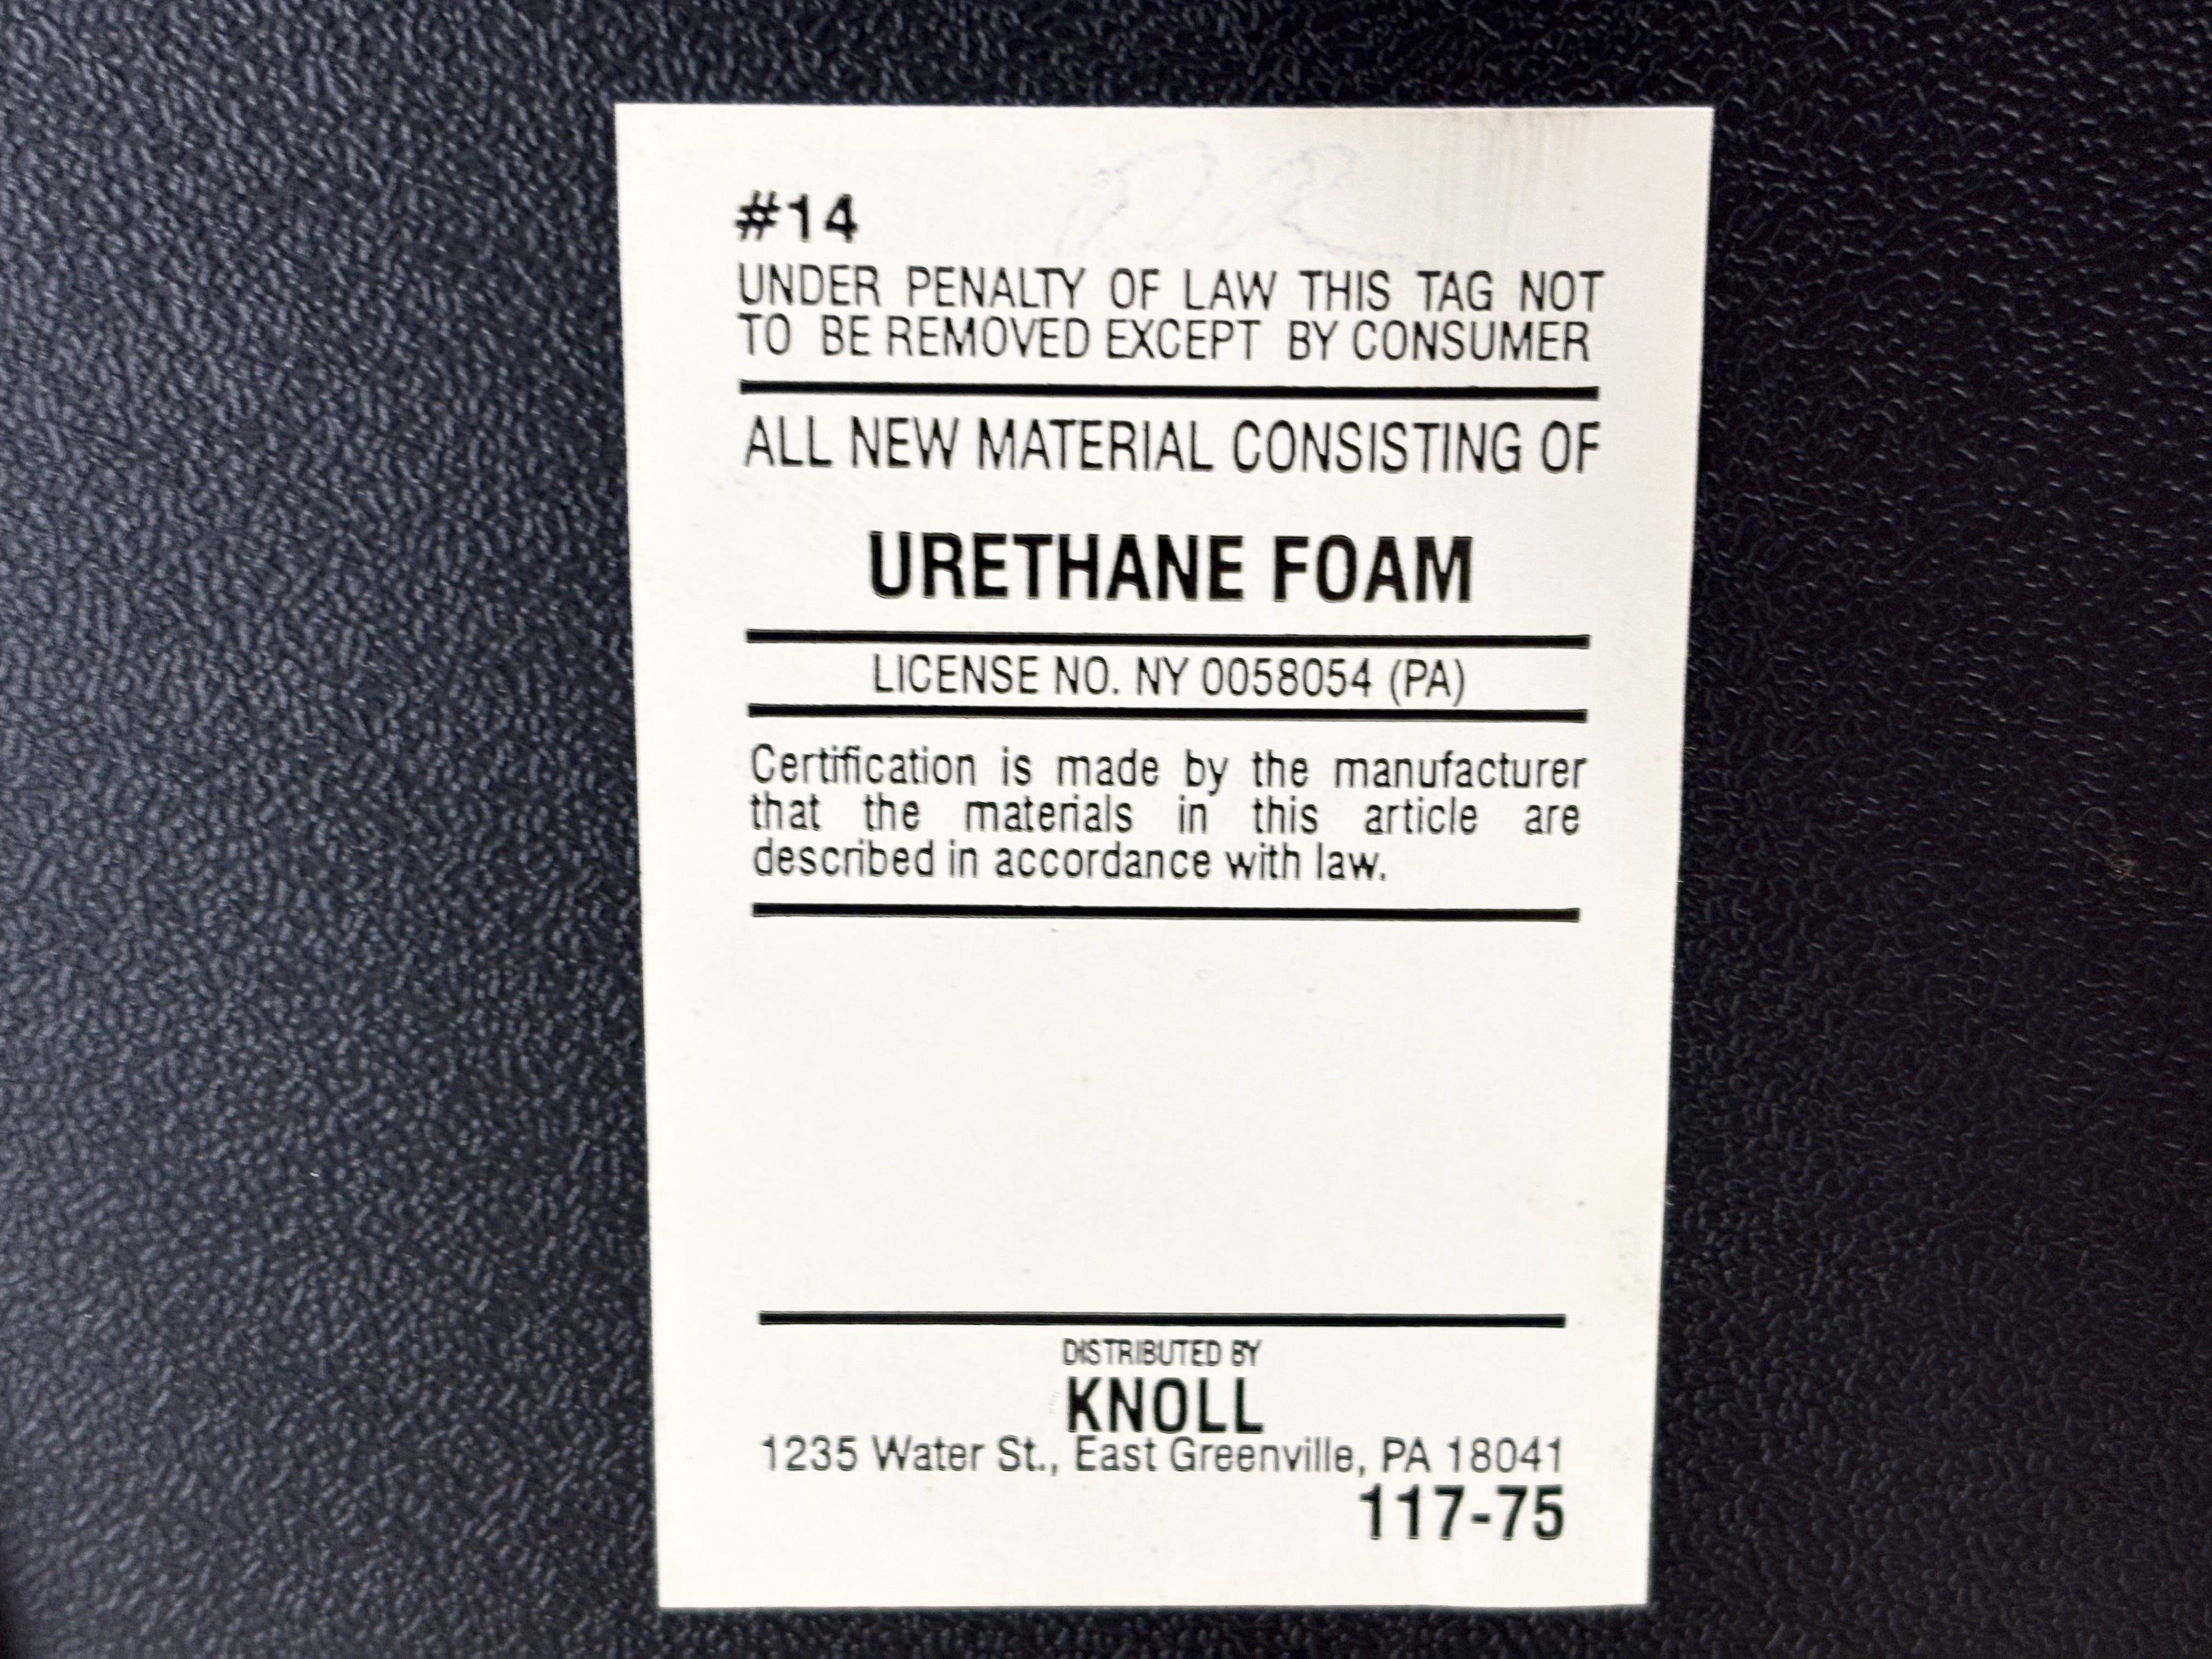 #14
UNDER PENALTY OF LAW THIS TAG NOT
TO BE REMOVED EXCEPT BY CONSUMER
ALL NEW MATERIAL CONSISTING OF
URETHANE FOAM
LICENSE NO. NY 0058054 (PA)
Certification is made by the manufacturer
that the materials in this article are
described in accordance with law.
DISTRIBUTED BY
KNOLL
1235 Water St., East Greenville, PA 18041
117-75